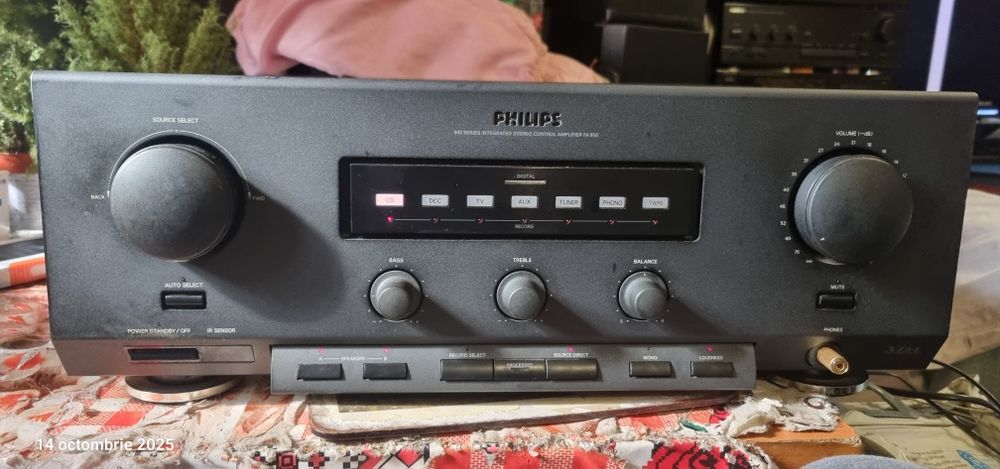 PHILIPS
900 SERIES INTEGRATED STEREO CONTROL AMPLIFIER FA 950
SOURCE SELECT
BACK
FWD
VOLUME (-dB)
DIGITAL
CD DCC TV AUX TUNER PHONO TAPE
RECORD
BASS
TREBLE
BALANCE
AUTO SELECT
MUTE
POWER STANDBY / OFF
IR SENSOR
PHONES
A SPEAKERS B
RECORD SELECT
PROCESSED
SOURCE DIRECT
MONO
LOUDNESS
14 octombrie 2025